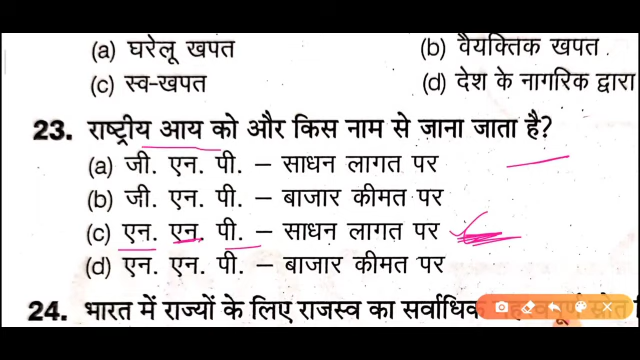 (a) घरेलू खपत (b) वैयक्तिक खपत .
(c) स्व-खपत (d) देश के नागरिक द्वारा
23. राष्ट्रीय आय को और किस नाम से जाना जाता है?
(a) जी. एन. पी. – साधन लागत पर
(b) जी. एन. पी. – बाजार कीमत पर
(c) एन. एन. पी. – साधन लागत पर
(d) एन. एन. पी. – बाजार कीमत पर
24. भारत में राज्यों के लिए राजस्व का सर्वाधिक स्रोत